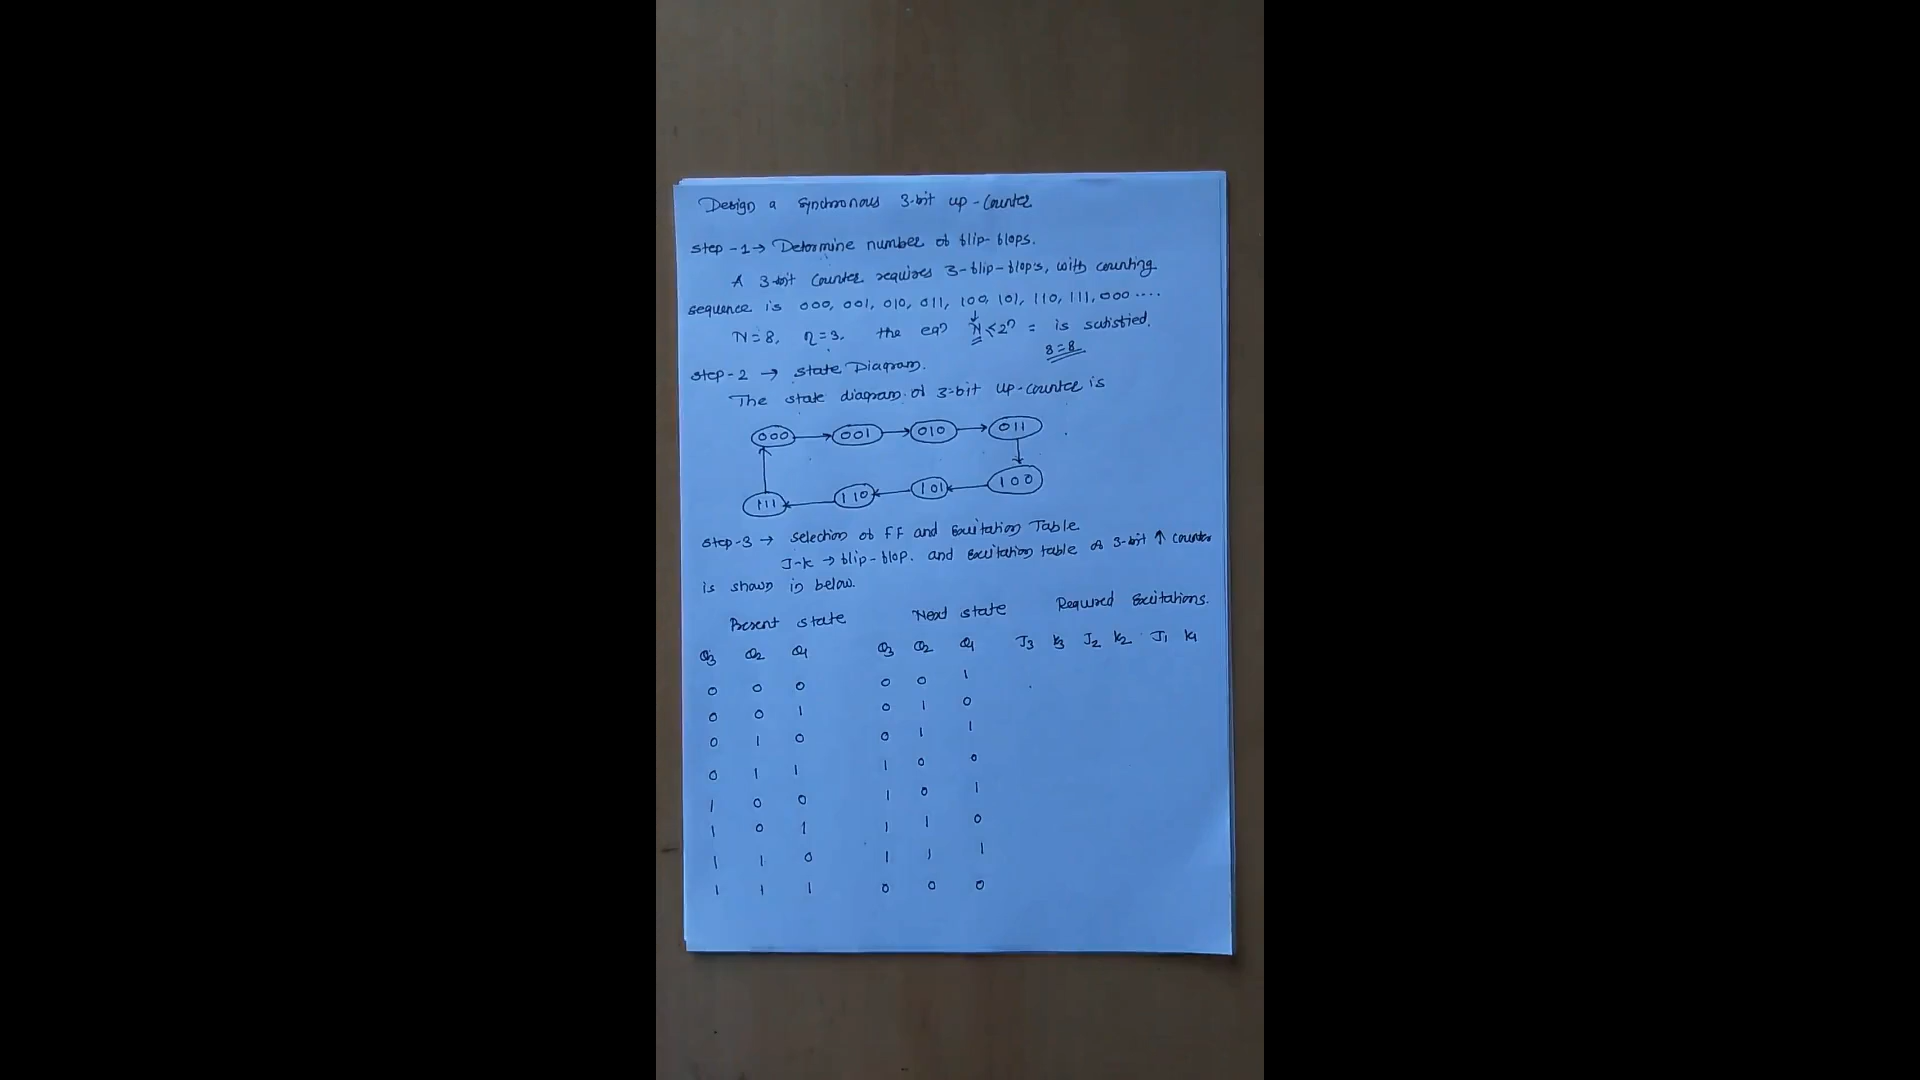 Design a Synchronous 3-bit up-Counter
Step-1→ Determine number of flip-flops.
A 3-bit Counter requires 3-flip-flop's, with counting
sequence is 000, 001, 010, 011, 100, 101, 110, 111, 000 ....
N=8, n=3, the eqn N≤2ⁿ = is satisfied.
8=8
Step-2 → State Diagram.
The state diagram of 3-bit up-counter is
000 001 010 011
111 110 101 100
Step-3 → Selection of FF and Excitation Table
J-K → flip-flop. and Excitation table of 3-bit ↑ counter
is shown in below.
Present state Next state Required Excitations.
Q3 Q2 Q1 Q3 Q2 Q1 J3 K3 J2 K2 J1 K1
0 0 0 0 0 1
0 0 1 0 1 0
0 1 0 0 1 1
0 1 1 1 0 0
1 0 0 1 0 1
1 0 1 1 1 0
1 1 0 1 1 1
1 1 1 0 0 0